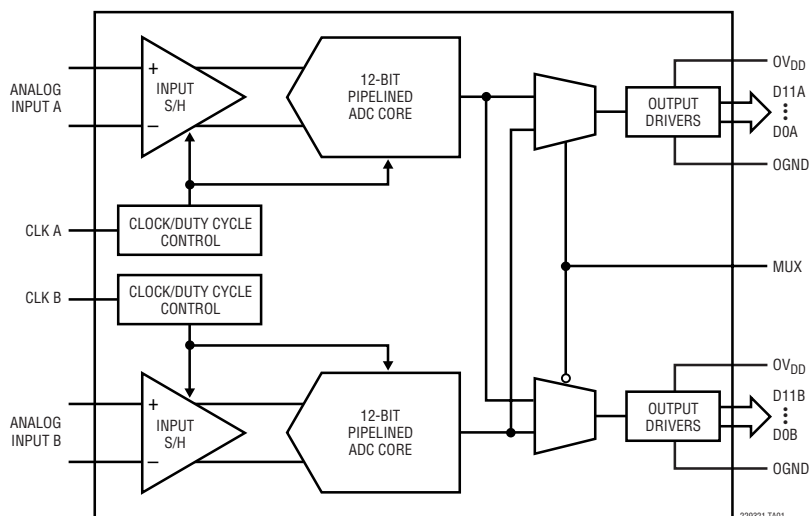 ANALOG
INPUT A
+
−
INPUT
S/H
12-BIT
PIPELINED
ADC CORE
OUTPUT
DRIVERS
OVDD
D11A
D0A
OGND
CLK A
CLOCK/DUTY CYCLE
CONTROL
MUX
CLK B
CLOCK/DUTY CYCLE
CONTROL
ANALOG
INPUT B
+
−
INPUT
S/H
12-BIT
PIPELINED
ADC CORE
OUTPUT
DRIVERS
OVDD
D11B
D0B
OGND
229321 TA01